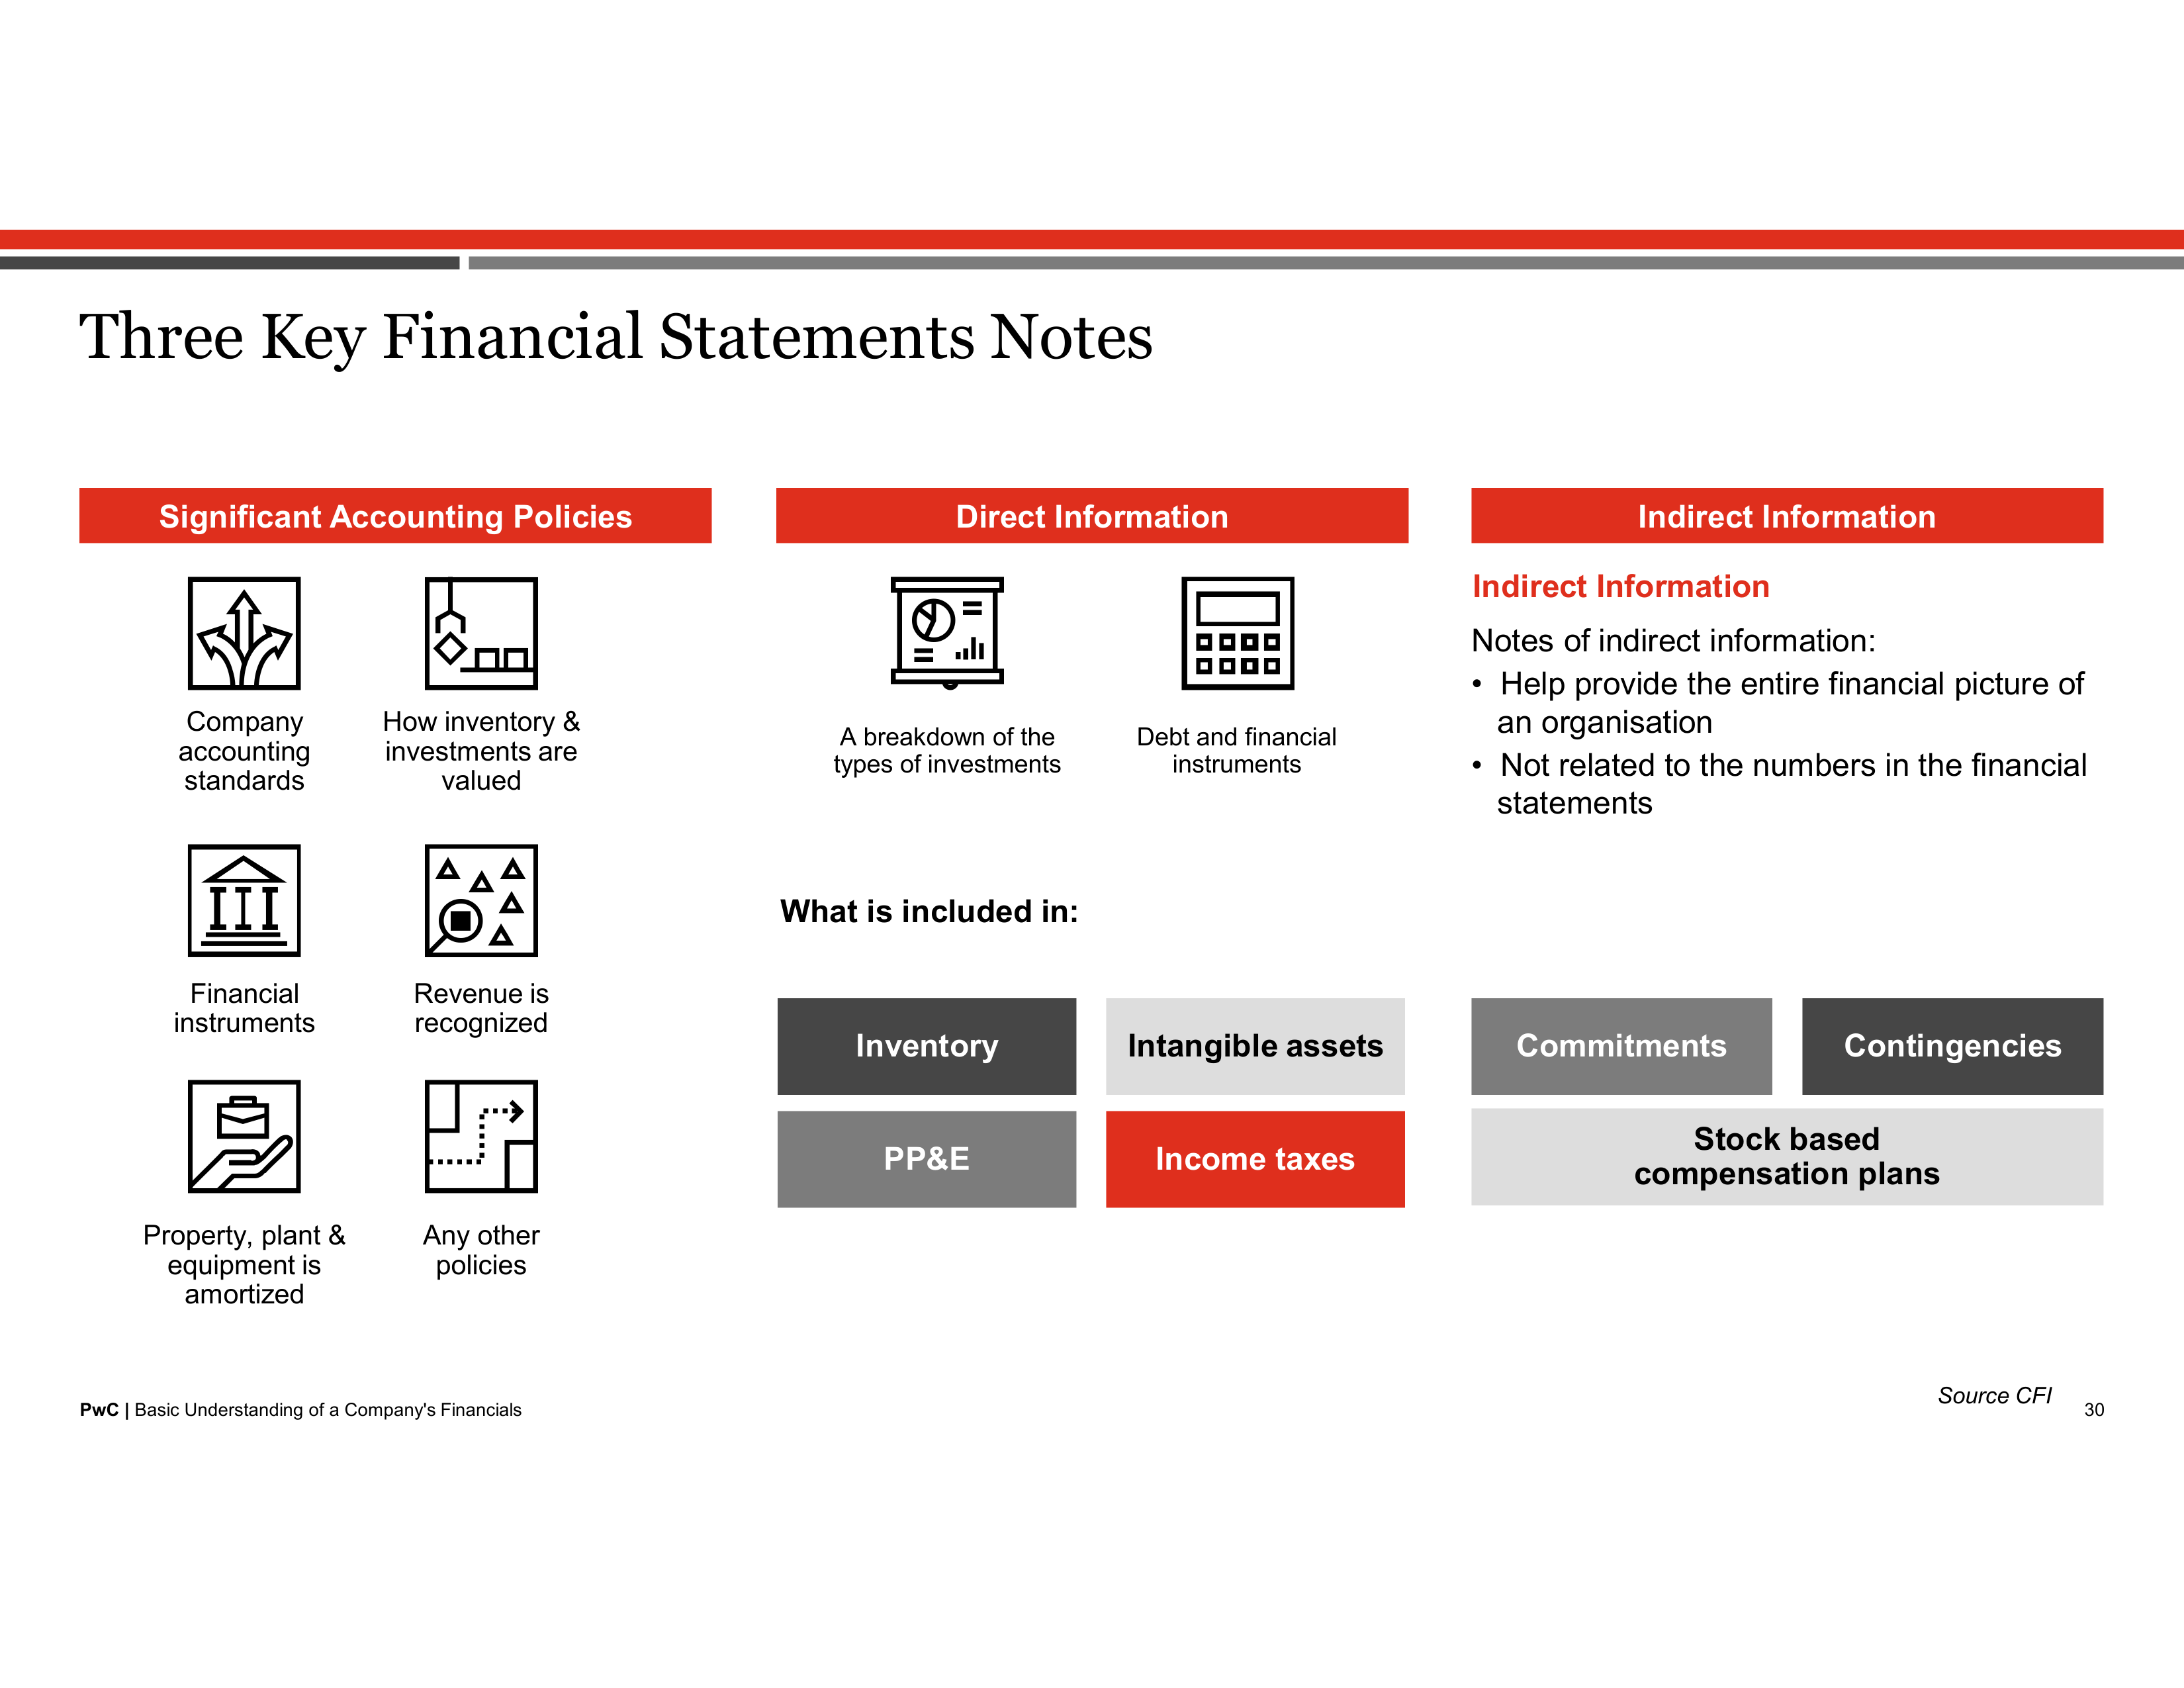 Three Key Financial Statements Notes
Significant Accounting Policies
Company
accounting
standards
How inventory &
investments are
valued
Financial
instruments
Revenue is
recognized
Property, plant &
equipment is
amortized
Any other
policies
Direct Information
A breakdown of the
types of investments
Debt and financial
instruments
What is included in:
Inventory
Intangible assets
PP&E
Income taxes
Indirect Information
Indirect Information
Notes of indirect information:
• Help provide the entire financial picture of
an organisation
• Not related to the numbers in the financial
statements
Commitments
Contingencies
Stock based
compensation plans
Source CFI
PwC | Basic Understanding of a Company's Financials
30